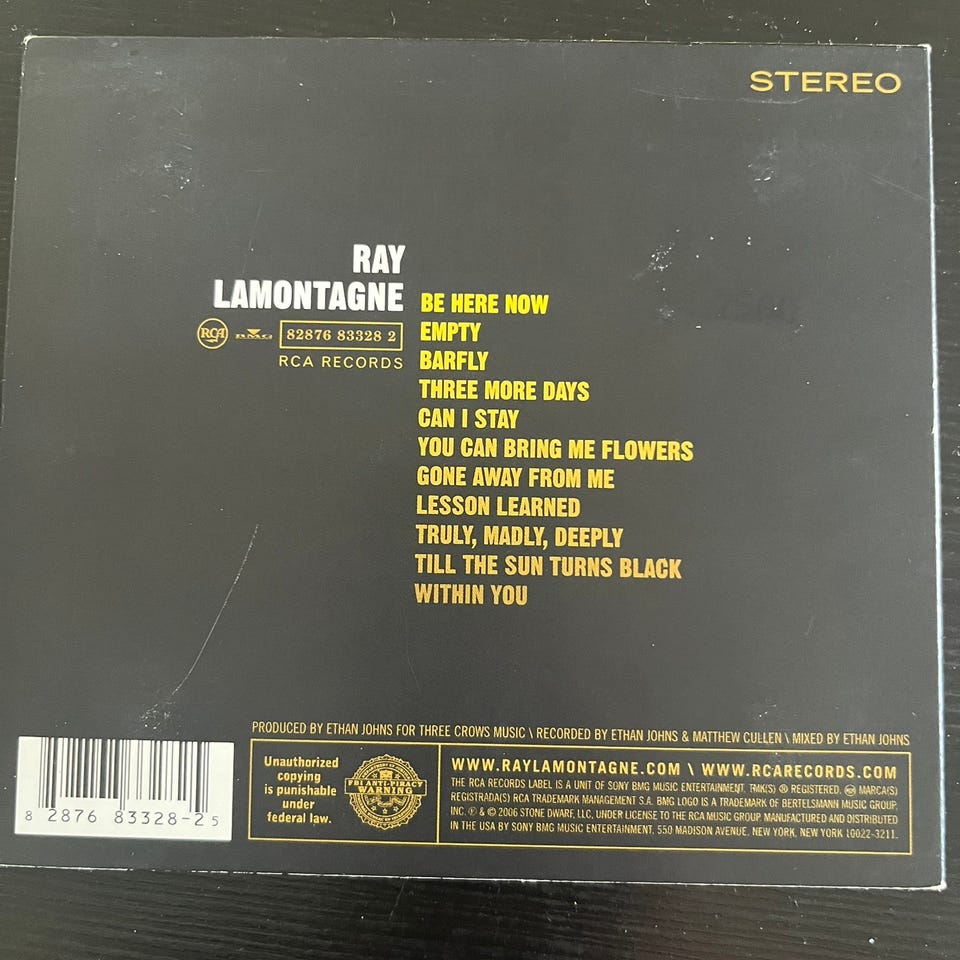 STEREO
RAY
LAMONTAGNE
RCA BMG 82876 83328 2
RCA RECORDS
BE HERE NOW
EMPTY
BARFLY
THREE MORE DAYS
CAN I STAY
YOU CAN BRING ME FLOWERS
GONE AWAY FROM ME
LESSON LEARNED
TRULY, MADLY, DEEPLY
TILL THE SUN TURNS BLACK
WITHIN YOU
PRODUCED BY ETHAN JOHNS FOR THREE CROWS MUSIC \ RECORDED BY ETHAN JOHNS & MATTHEW CULLEN \ MIXED BY ETHAN JOHNS
8 28768 33328-2 5
Unauthorized
copying
is punishable
under
federal law.
FBI ANTI-PIRACY
WARNING
WWW.RAYLAMONTAGNE.COM \ WWW.RCARECORDS.COM
THE RCA RECORDS LABEL IS A UNIT OF SONY BMG MUSIC ENTERTAINMENT. TMK(S) ® REGISTERED. MARCA(S)
REGISTRADA(S) RCA TRADEMARK MANAGEMENT S.A. BMG LOGO IS A TRADEMARK OF BERTELSMANN MUSIC GROUP,
INC. ℗ & © 2006 STONE DWARF, LLC, UNDER LICENSE TO THE RCA MUSIC GROUP. MANUFACTURED AND DISTRIBUTED
IN THE USA BY SONY BMG MUSIC ENTERTAINMENT, 550 MADISON AVENUE, NEW YORK, NEW YORK 10022-3211.